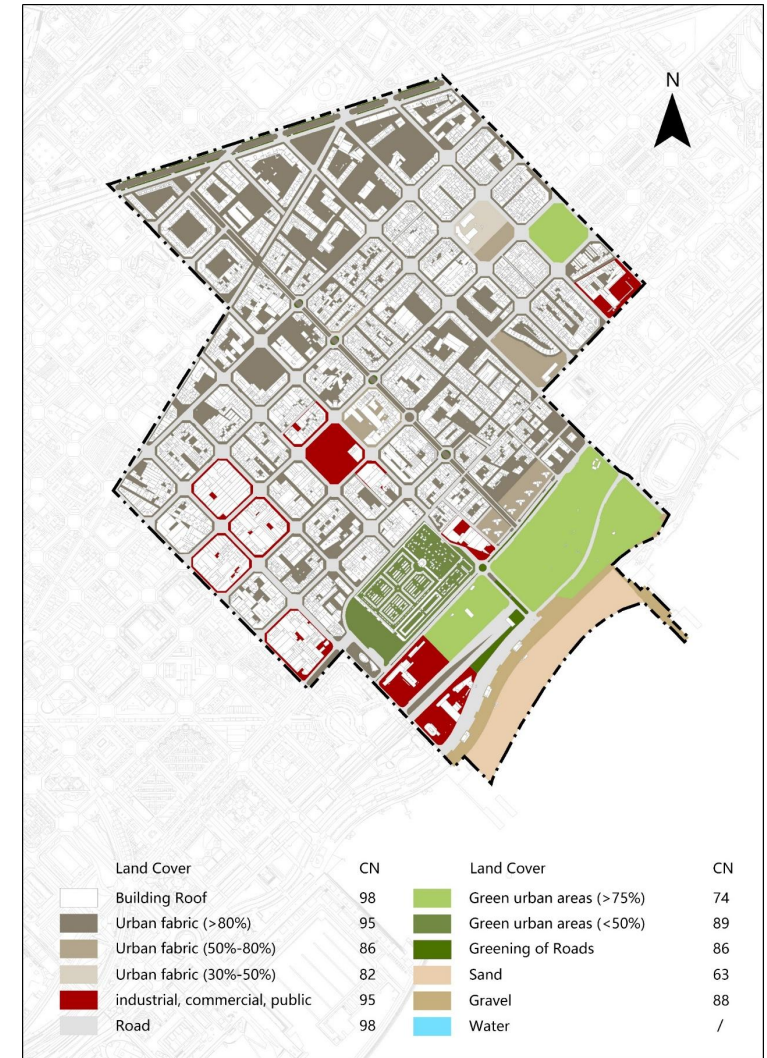 N
Land Cover CN Land Cover CN
Building Roof 98 Green urban areas (>75%) 74
Urban fabric (>80%) 95 Green urban areas (<50%) 89
Urban fabric (50%-80%) 86 Greening of Roads 86
Urban fabric (30%-50%) 82 Sand 63
industrial, commercial, public 95 Gravel 88
Road 98 Water /